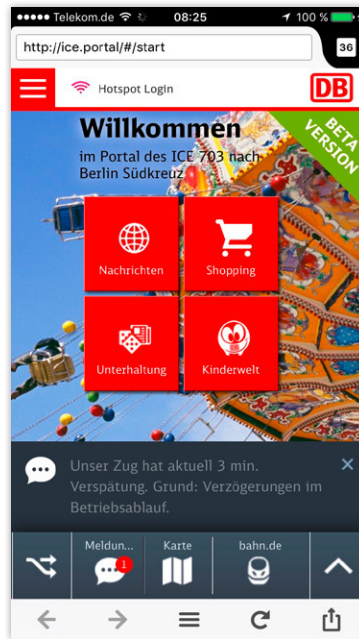 Telekom.de 08:25 100 %
http://ice.portal/#/start 36
Hotspot Login DB
BETA
VERSION
Willkommen
im Portal des ICE 703 nach
Berlin Südkreuz
Nachrichten Shopping
Unterhaltung Kinderwelt
Unser Zug hat aktuell 3 min.
Verspätung. Grund: Verzögerungen im
Betriebsablauf.
Meldun... Karte bahn.de
1